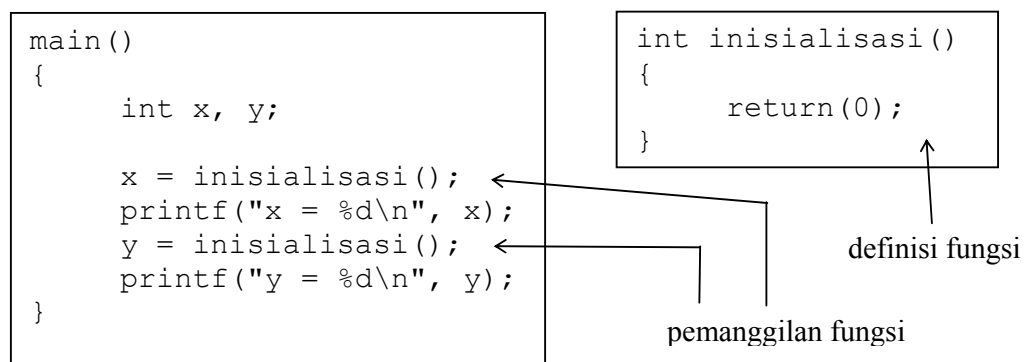 main()
{
int x, y;
x = inisialisasi();
printf("x = %d\n", x);
y = inisialisasi();
printf("y = %d\n", y);
}
int inisialisasi()
{
return(0);
}
definisi fungsi
pemanggilan fungsi